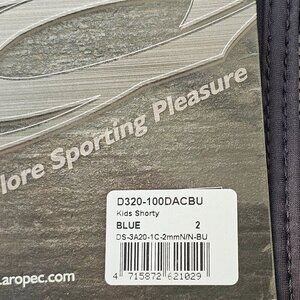 lore Sporting Pleasure
D320-100DACBU
Kids Shorty
BLUE 2
DS-3A20-1C-2mmN/N-BU
4 715872 621029
.aropec.com